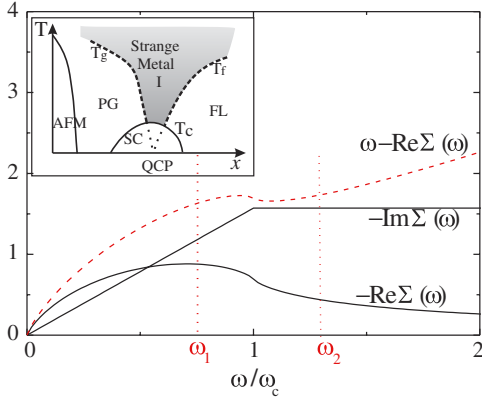 4
3
2
1
0
T
T_g
Strange
Metal
I
T_f
PG
FL
AFM
SC
T_c
QCP
x
ω−ReΣ(ω)
−ImΣ(ω)
−ReΣ(ω)
0 ω_1 1 ω_2 2
ω/ω_c